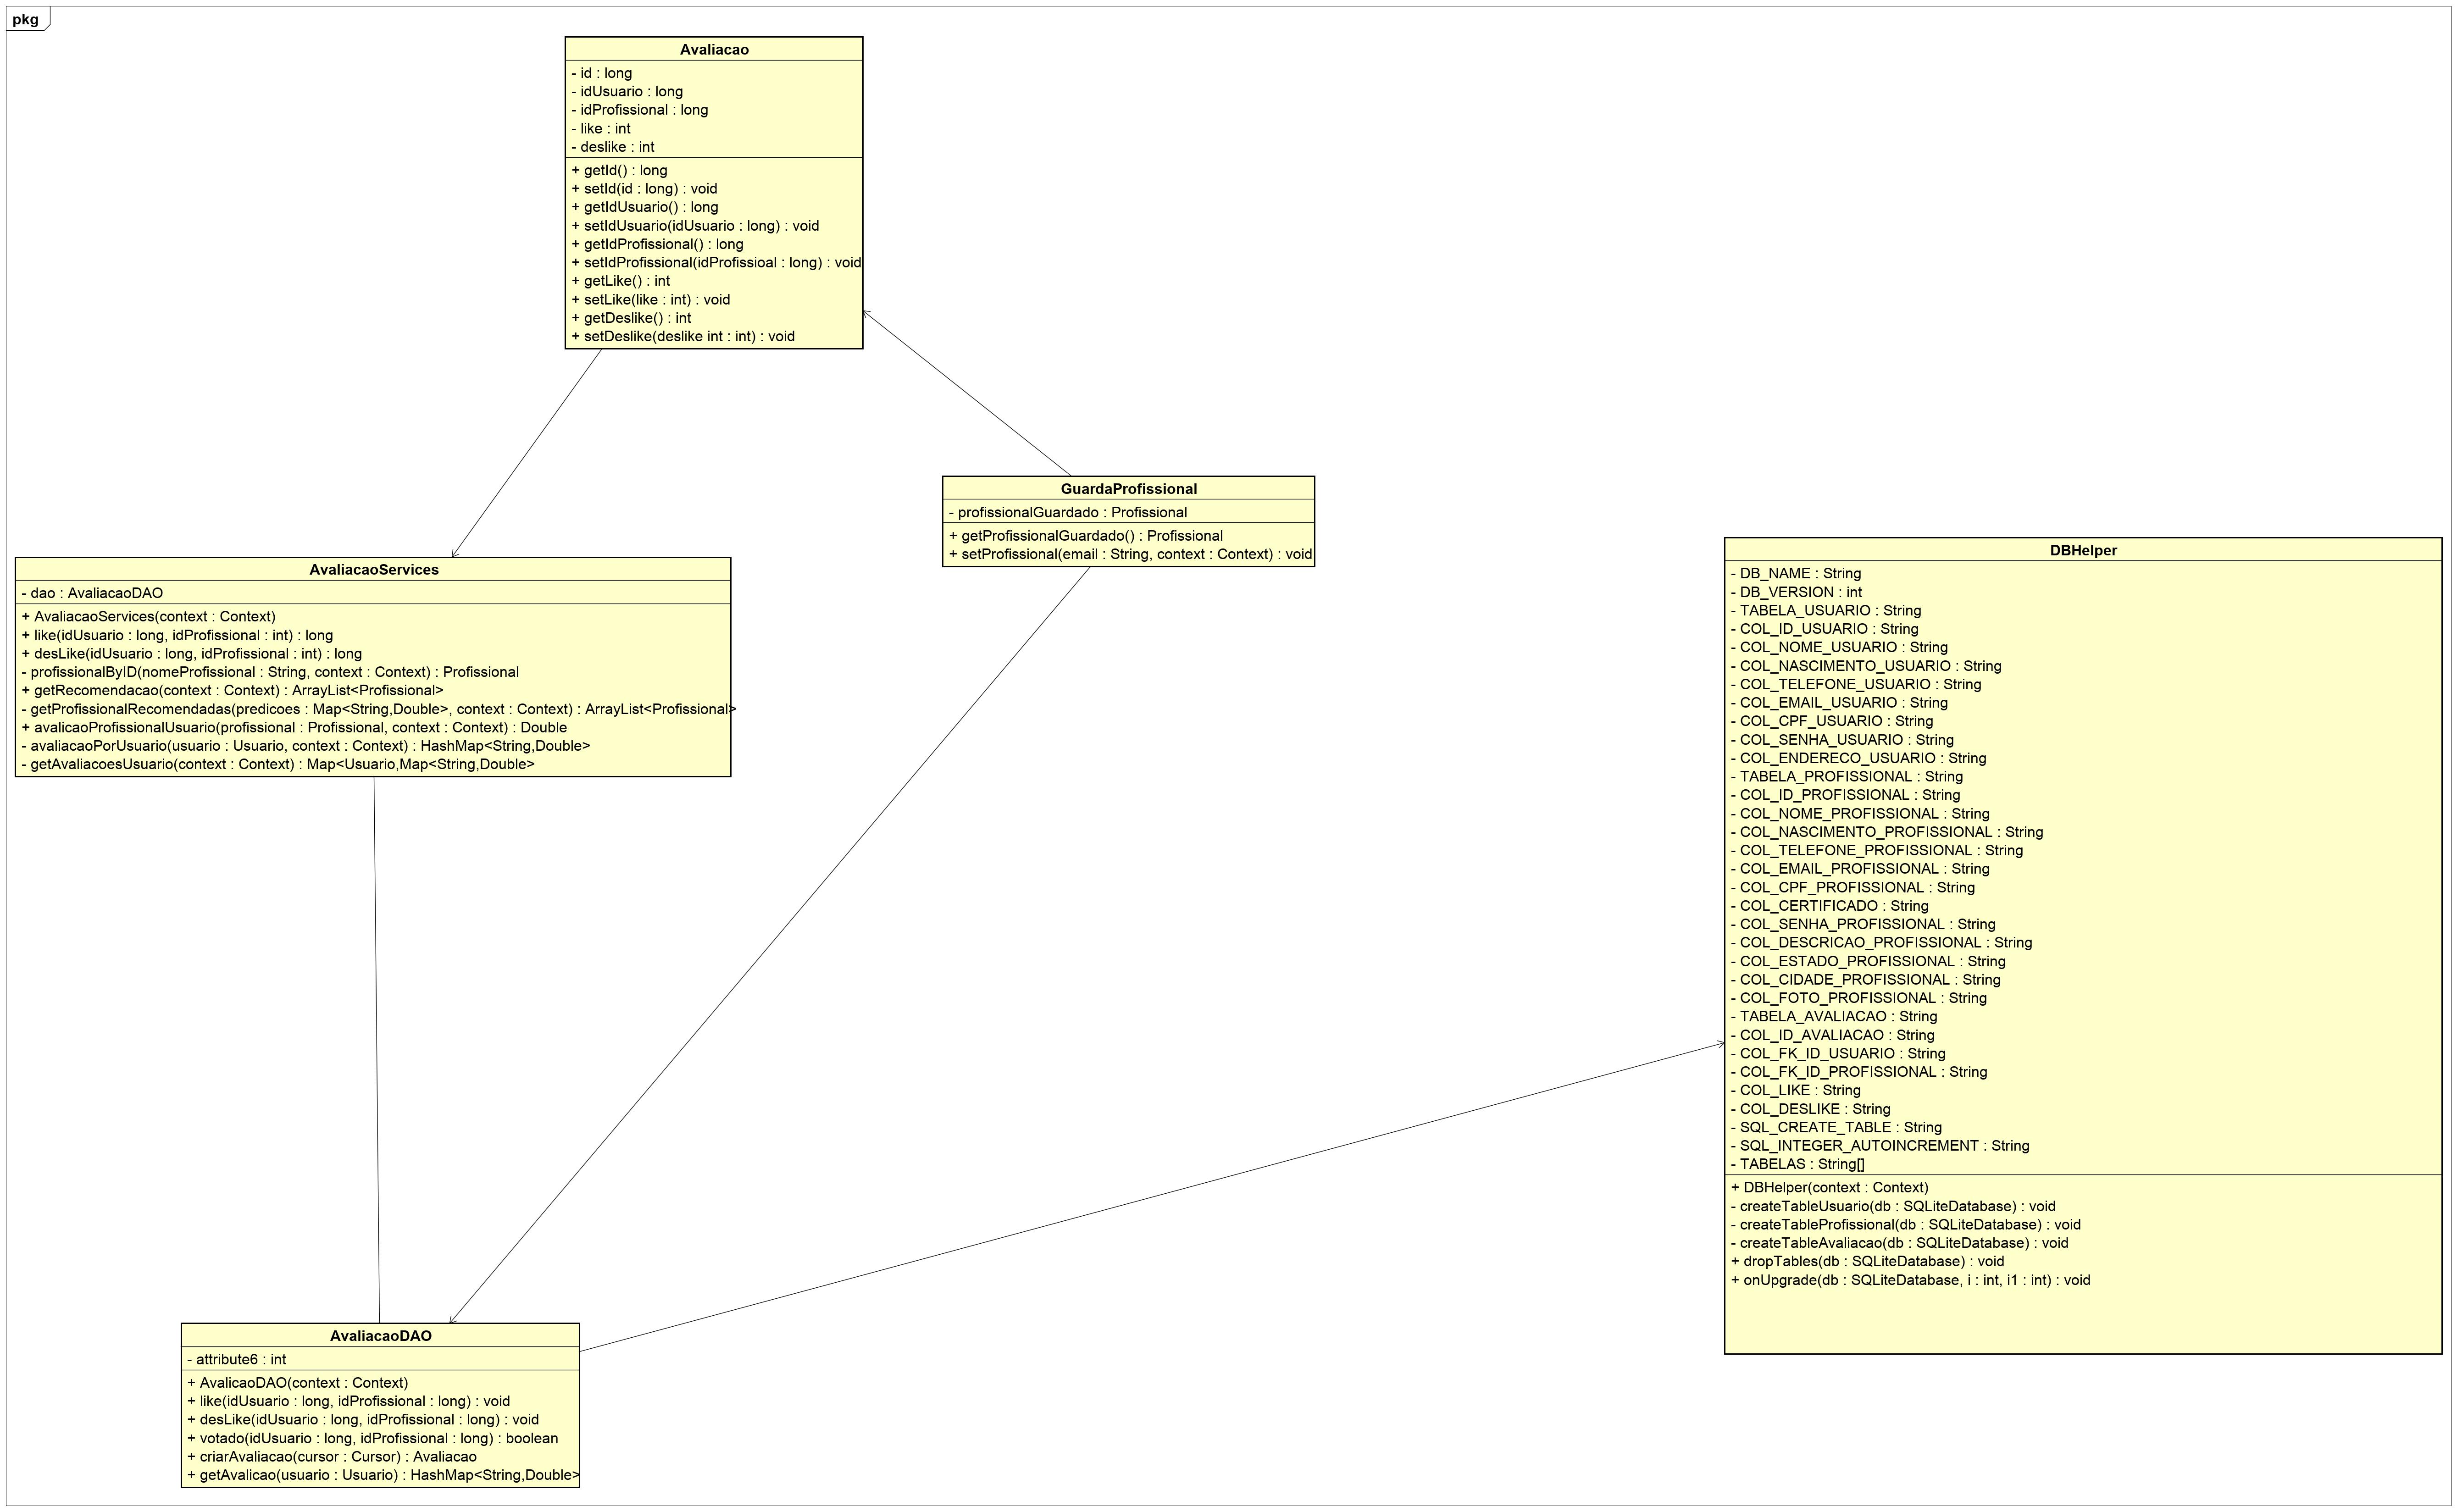 pkg
Avaliacao
- id : long
- idUsuario : long
- idProfissional : long
- like : int
- deslike : int
+ getId() : long
+ setId(id : long) : void
+ getIdUsuario() : long
+ setIdUsuario(idUsuario : long) : void
+ getIdProfissional() : long
+ setIdProfissional(idProfissioal : long) : void
+ getLike() : int
+ setLike(like : int) : void
+ getDeslike() : int
+ setDeslike(deslike int : int) : void
GuardaProfissional
- profissionalGuardado : Profissional
+ getProfissionalGuardado() : Profissional
+ setProfissional(email : String, context : Context) : void
AvaliacaoServices
- dao : AvaliacaoDAO
+ AvaliacaoServices(context : Context)
+ like(idUsuario : long, idProfissional : int) : long
+ desLike(idUsuario : long, idProfissional : int) : long
- profissionalByID(nomeProfissional : String, context : Context) : Profissional
+ getRecomendacao(context : Context) : ArrayList<Profissional>
- getProfissionalRecomendadas(predicoes : Map<String,Double>, context : Context) : ArrayList<Profissional>
+ avalicaoProfissionalUsuario(profissional : Profissional, context : Context) : Double
- avaliacaoPorUsuario(usuario : Usuario, context : Context) : HashMap<String,Double>
- getAvaliacoesUsuario(context : Context) : Map<Usuario,Map<String,Double>
DBHelper
- DB_NAME : String
- DB_VERSION : int
- TABELA_USUARIO : String
- COL_ID_USUARIO : String
- COL_NOME_USUARIO : String
- COL_NASCIMENTO_USUARIO : String
- COL_TELEFONE_USUARIO : String
- COL_EMAIL_USUARIO : String
- COL_CPF_USUARIO : String
- COL_SENHA_USUARIO : String
- COL_ENDERECO_USUARIO : String
- TABELA_PROFISSIONAL : String
- COL_ID_PROFISSIONAL : String
- COL_NOME_PROFISSIONAL : String
- COL_NASCIMENTO_PROFISSIONAL : String
- COL_TELEFONE_PROFISSIONAL : String
- COL_EMAIL_PROFISSIONAL : String
- COL_CPF_PROFISSIONAL : String
- COL_CERTIFICADO : String
- COL_SENHA_PROFISSIONAL : String
- COL_DESCRICAO_PROFISSIONAL : String
- COL_ESTADO_PROFISSIONAL : String
- COL_CIDADE_PROFISSIONAL : String
- COL_FOTO_PROFISSIONAL : String
- TABELA_AVALIACAO : String
- COL_ID_AVALIACAO : String
- COL_FK_ID_USUARIO : String
- COL_FK_ID_PROFISSIONAL : String
- COL_LIKE : String
- COL_DESLIKE : String
- SQL_CREATE_TABLE : String
- SQL_INTEGER_AUTOINCREMENT : String
- TABELAS : String[]
+ DBHelper(context : Context)
- createTableUsuario(db : SQLiteDatabase) : void
- createTableProfissional(db : SQLiteDatabase) : void
- createTableAvaliacao(db : SQLiteDatabase) : void
+ dropTables(db : SQLiteDatabase) : void
+ onUpgrade(db : SQLiteDatabase, i : int, i1 : int) : void
AvaliacaoDAO
- attribute6 : int
+ AvalicaoDAO(context : Context)
+ like(idUsuario : long, idProfissional : long) : void
+ desLike(idUsuario : long, idProfissional : long) : void
+ votado(idUsuario : long, idProfissional : long) : boolean
+ criarAvaliacao(cursor : Cursor) : Avaliacao
+ getAvalicao(usuario : Usuario) : HashMap<String,Double>